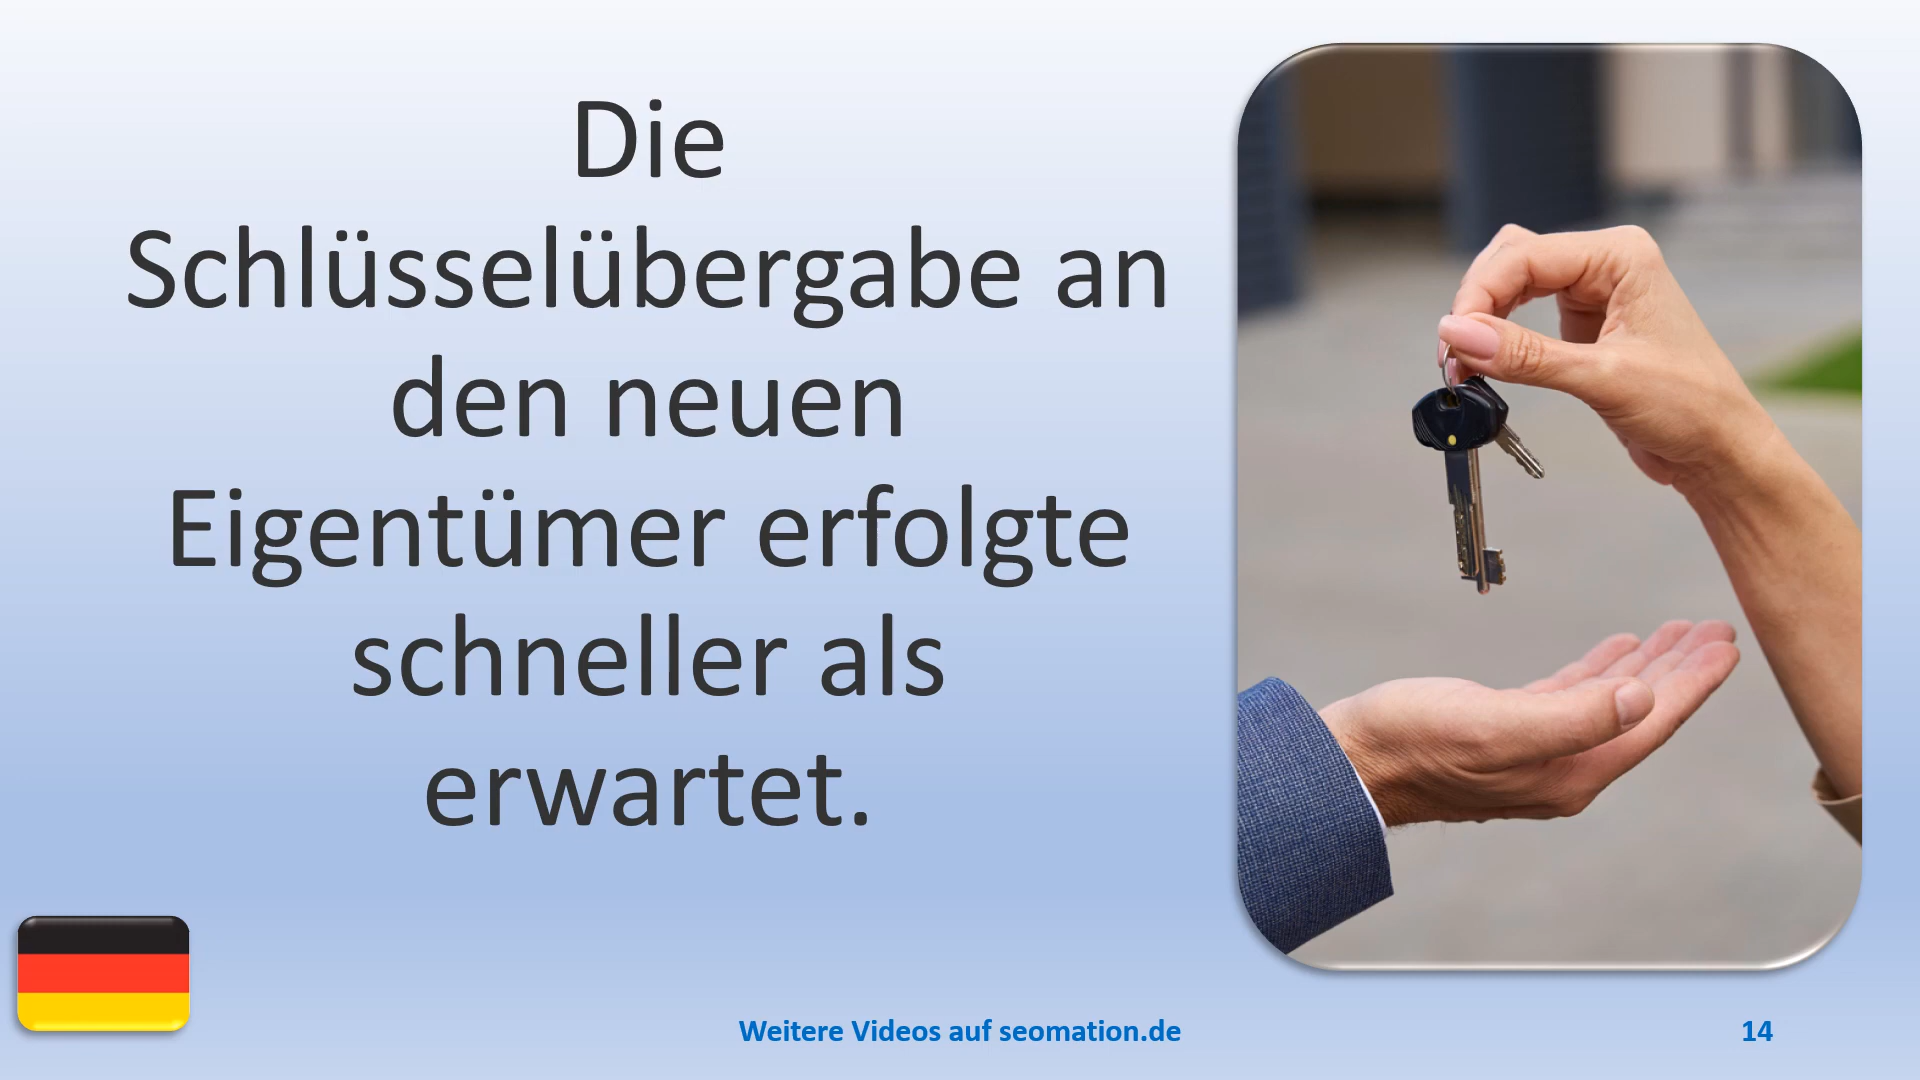 Die
Schlüsselübergabe an
den neuen
Eigentümer erfolgte
schneller als
erwartet.
Weitere Videos auf seomation.de
14